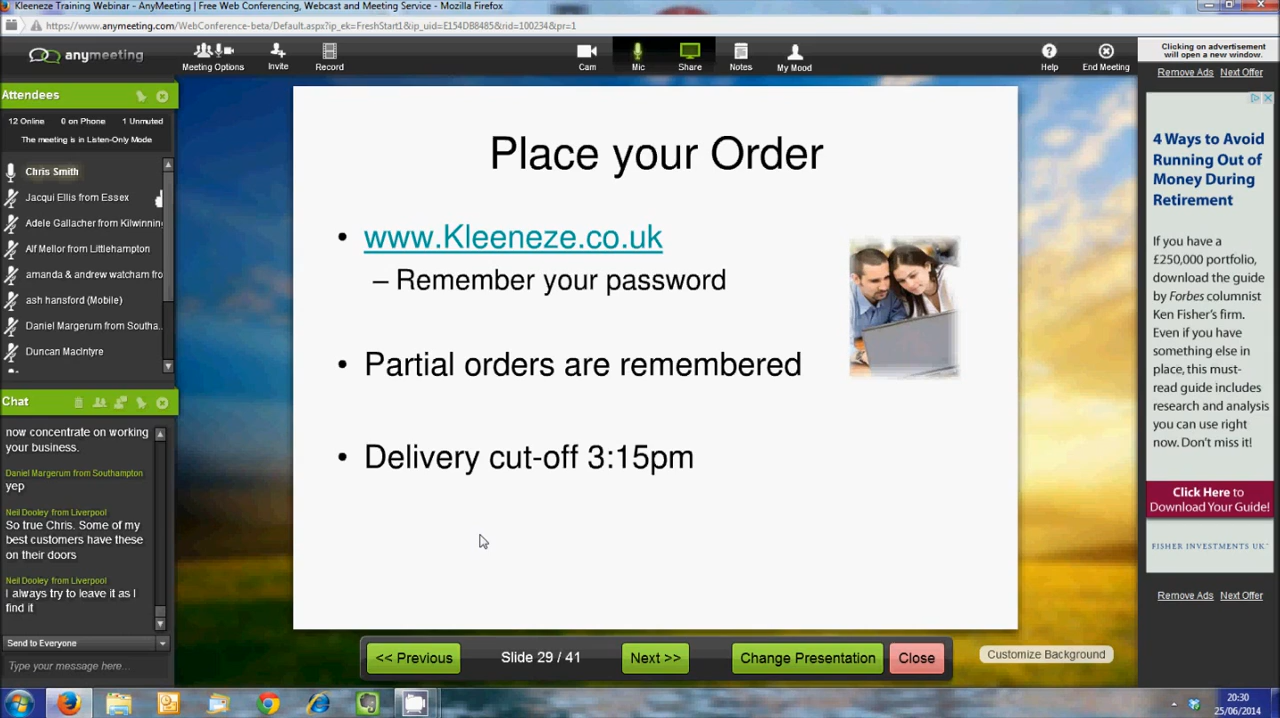 Kleeneze Training Webinar - AnyMeeting | Free Web Conferencing, Webcast and Meeting Service - Mozilla Firefox
https://www.anymeeting.com/WebConference-beta/Default.aspx?ip_ek=FreshStart1&ip_uid=E154DB8485&rid=100234&pr=1
anymeeting
Meeting Options
Invite
Record
Cam
Mic
Share
Notes
My Mood
Help
End Meeting
Clicking on advertisement
will open a new window.
Remove Ads Next Offer
Attendees
12 Online 0 on Phone 1 Unmuted
The meeting is in Listen-Only Mode
Chris Smith
Jacqui Ellis from Essex
Adele Gallacher from Kilwinnin
Alf Mellor from Littlehampton
amanda & andrew watcham fro
ash hansford (Mobile)
Daniel Margerum from Southa...
Duncan MacIntyre
Chat
now concentrate on working
your business.
Daniel Margerum from Southampton
yep
Neil Dooley from Liverpool
So true Chris. Some of my
best customers have these
on their doors
Neil Dooley from Liverpool
I always try to leave it as I
find it
Send to Everyone
Type your message here...
Place your Order
• www.Kleeneze.co.uk
– Remember your password
• Partial orders are remembered
• Delivery cut-off 3:15pm
<< Previous
Slide 29 / 41
Next >>
Change Presentation
Close
Customize Background
4 Ways to Avoid
Running Out of
Money During
Retirement
If you have a
£250,000 portfolio,
download the guide
by Forbes columnist
Ken Fisher's firm.
Even if you have
something else in
place, this must-
read guide includes
research and analysis
you can use right
now. Don't miss it!
Click Here to
Download Your Guide!
FISHER INVESTMENTS UK™
Remove Ads Next Offer
20:30
25/06/2014